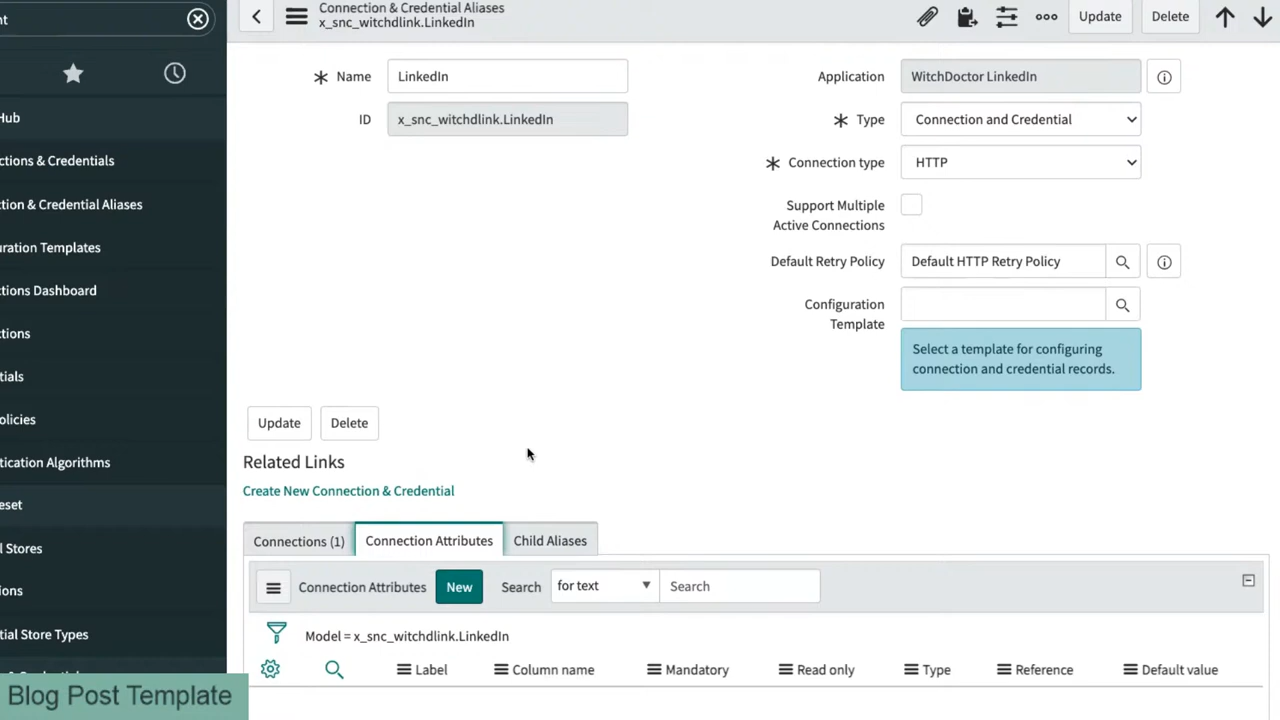 Connection & Credential Aliases
x_snc_witchdlink.LinkedIn
Update
Delete
nt
Hub
ctions & Credentials
ction & Credential Aliases
uration Templates
ctions Dashboard
ctions
tials
olicies
tication Algorithms
eset
l Stores
ions
tial Store Types
Blog Post Template
Name
LinkedIn
ID
x_snc_witchdlink.LinkedIn
Application
WitchDoctor LinkedIn
Type
Connection and Credential
Connection type
HTTP
Support Multiple
Active Connections
Default Retry Policy
Default HTTP Retry Policy
Configuration
Template
Select a template for configuring
connection and credential records.
Update
Delete
Related Links
Create New Connection & Credential
Connections (1)
Connection Attributes
Child Aliases
Connection Attributes
New
Search
for text
Search
Model = x_snc_witchdlink.LinkedIn
Label
Column name
Mandatory
Read only
Type
Reference
Default value